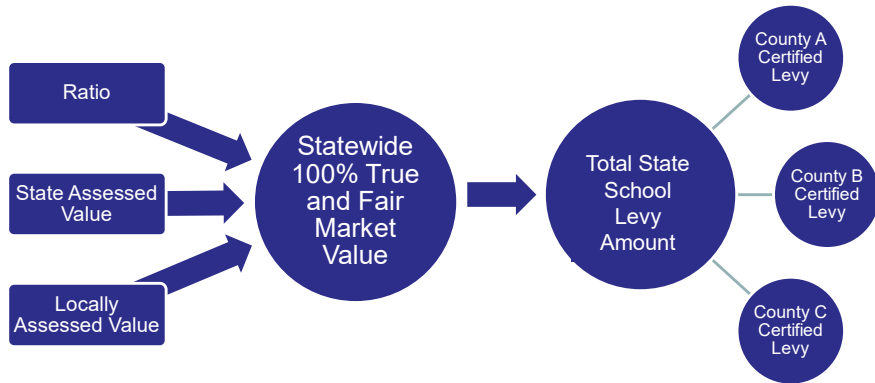 Ratio
State Assessed
Value
Locally
Assessed Value
Statewide
100% True
and Fair
Market
Value
Total State
School
Levy
Amount
County A
Certified
Levy
County B
Certified
Levy
County C
Certified
Levy